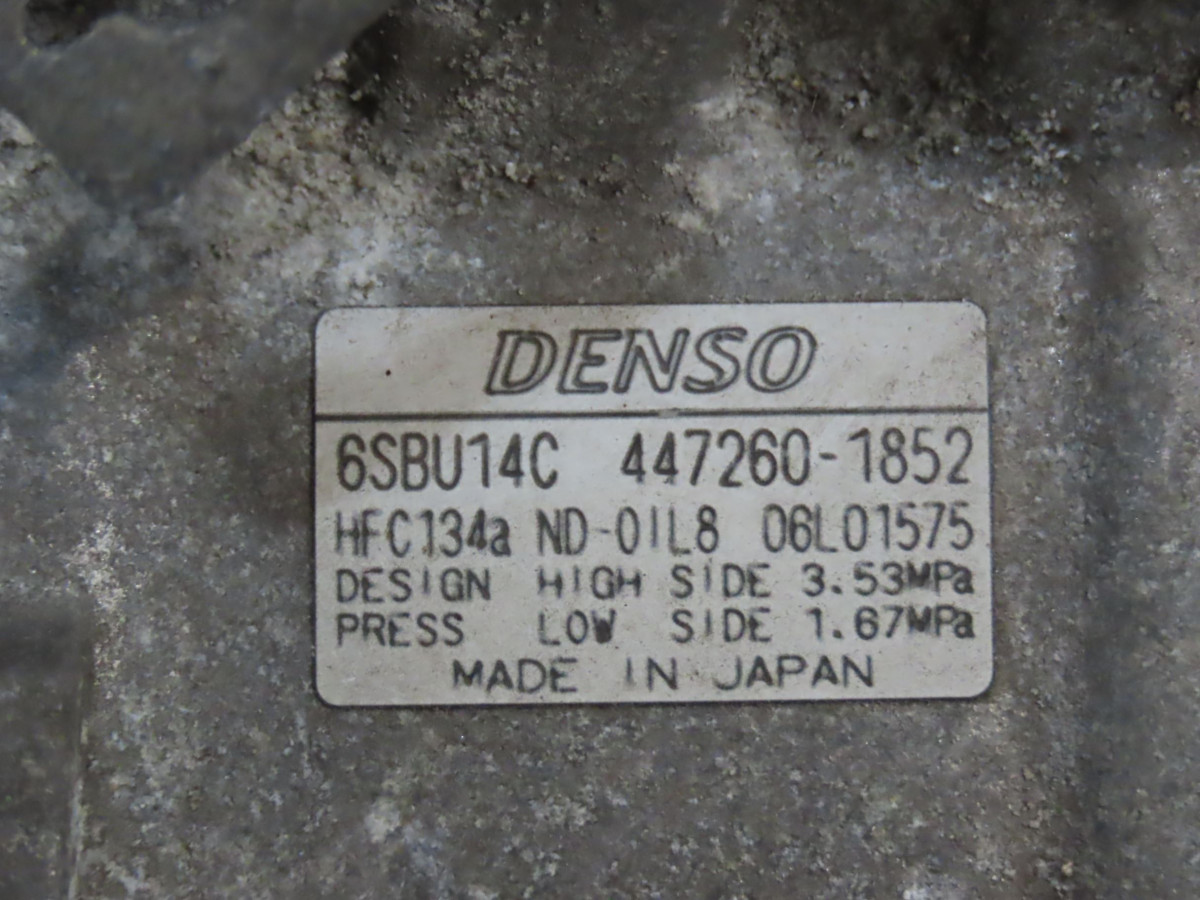 DENSO
6SBU14C 447260-1852
HFC134a ND-OIL8 06L01575
DESIGN HIGH SIDE 3.53MPa
PRESS LOW SIDE 1.67MPa
MADE IN JAPAN